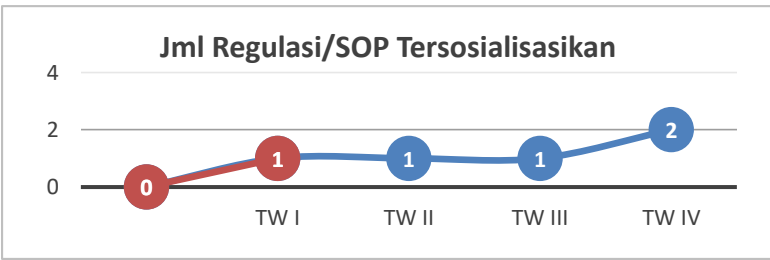 Jml Regulasi/SOP Tersosialisasikan
4
2
2
1
1
1
0
0
TW I
TW II
TW III
TW IV